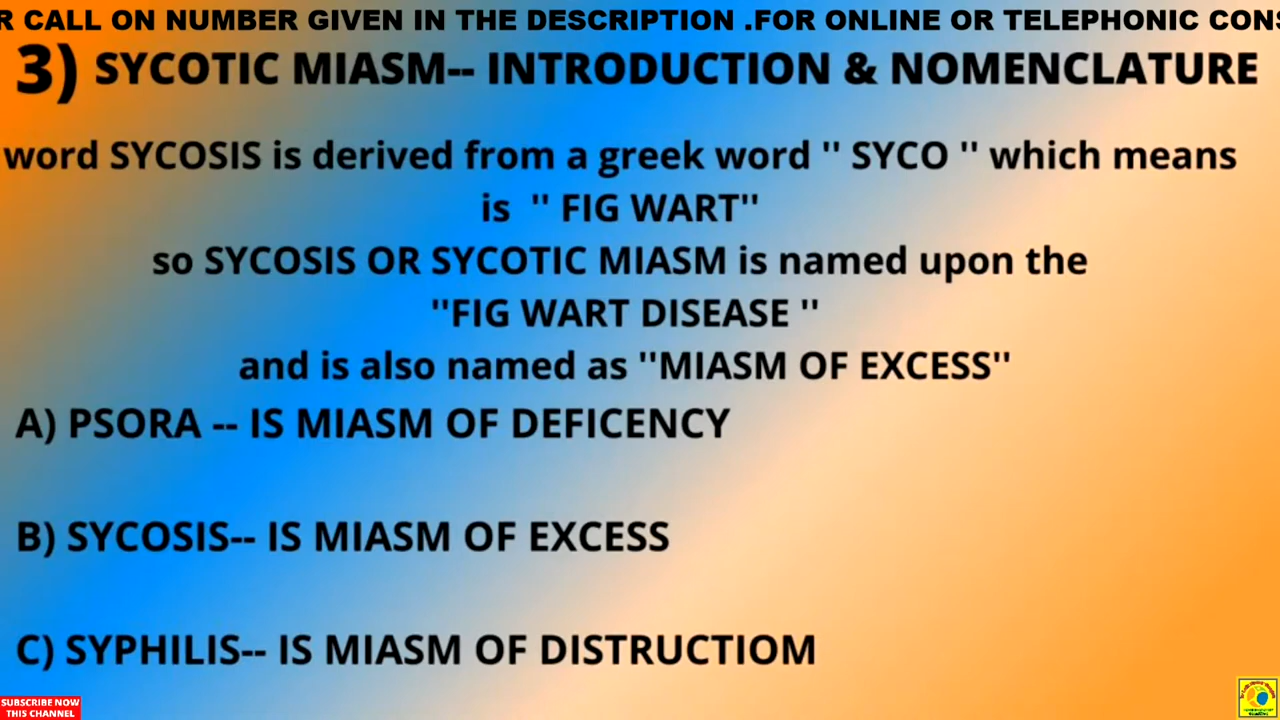 R CALL ON NUMBER GIVEN IN THE DESCRIPTION .FOR ONLINE OR TELEPHONIC CONS
3) SYCOTIC MIASM-- INTRODUCTION & NOMENCLATURE
word SYCOSIS is derived from a greek word '' SYCO '' which means
is '' FIG WART''
so SYCOSIS OR SYCOTIC MIASM is named upon the
''FIG WART DISEASE ''
and is also named as ''MIASM OF EXCESS''
A) PSORA -- IS MIASM OF DEFICENCY
B) SYCOSIS-- IS MIASM OF EXCESS
C) SYPHILIS-- IS MIASM OF DISTRUCTIOM
SUBSCRIBE NOW
THIS CHANNEL